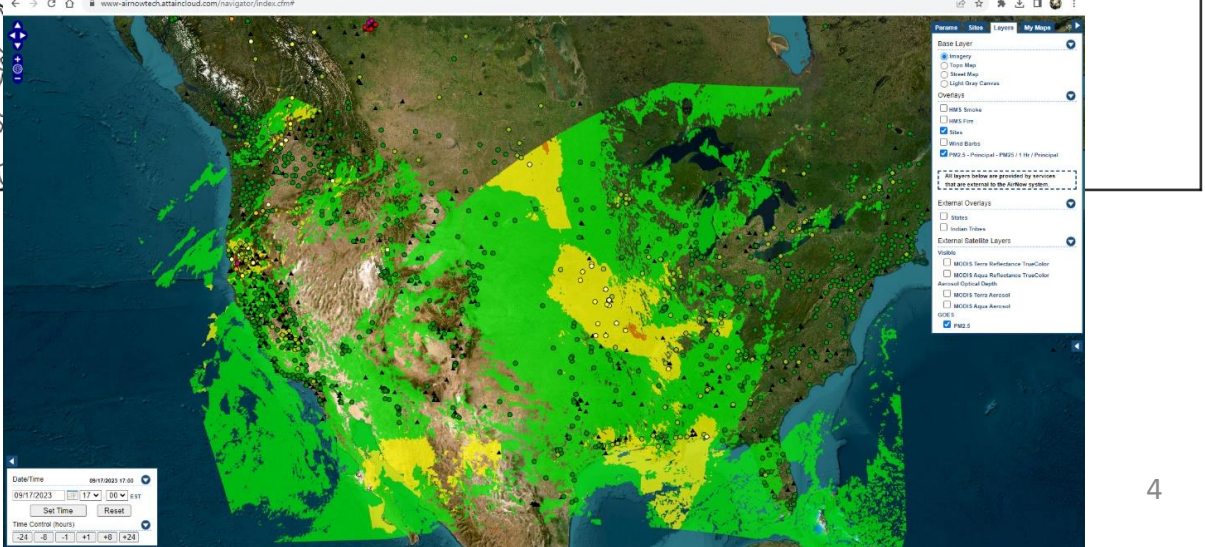 www-airnowtech.attaincloud.com/navigator/index.cfm#
Params Sites Layers My Maps
Base Layer
Imagery
Topo Map
Street Map
Light Gray Canvas
Overlays
HMS Smoke
HMS Fire
Sites
Wind Barbs
PM2.5 - Principal - PM25 / 1 Hr / Principal
All layers below are provided by services
that are external to the AirNow system.
External Overlays
States
Indian Tribes
External Satellite Layers
Visible
MODIS Terra Reflectance TrueColor
MODIS Aqua Reflectance TrueColor
Aerosol Optical Depth
MODIS Terra Aerosol
MODIS Aqua Aerosol
GOES
PM2.5
Date/Time 09/17/2023 17:00
09/17/2023 17 00 EST
Set Time Reset
Time Control (hours)
-24 -8 -1 +1 +8 +24
4